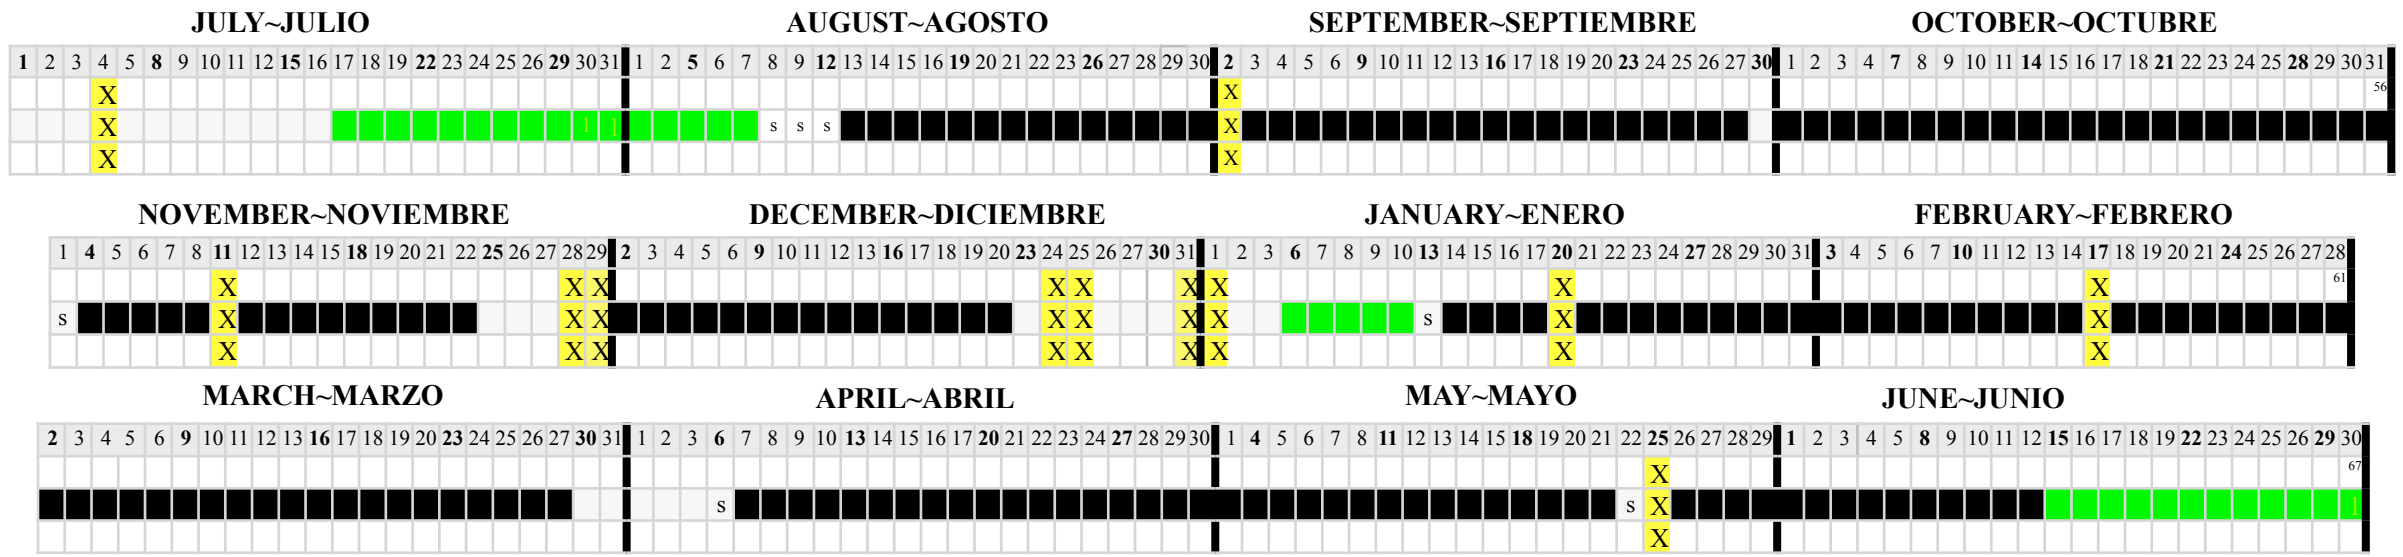 JULY~JULIO AUGUST~AGOSTO SEPTEMBER~SEPTIEMBRE OCTOBER~OCTUBRE
1 2 3 4 5 8 9 10 11 12 15 16 17 18 19 22 23 24 25 26 29 30 31 1 2 5 6 7 8 9 12 13 14 15 16 19 20 21 22 23 26 27 28 29 30 2 3 4 5 6 9 10 11 12 13 16 17 18 19 20 23 24 25 26 27 30 1 2 3 4 7 8 9 10 11 14 15 16 17 18 21 22 23 24 25 28 29 30 31
X X 56
X 1 1 s s s X
X X
NOVEMBER~NOVIEMBRE DECEMBER~DICIEMBRE JANUARY~ENERO FEBRUARY~FEBRERO
1 4 5 6 7 8 11 12 13 14 15 18 19 20 21 22 25 26 27 28 29 2 3 4 5 6 9 10 11 12 13 16 17 18 19 20 23 24 25 26 27 30 31 1 2 3 6 7 8 9 10 13 14 15 16 17 20 21 22 23 24 27 28 29 30 31 3 4 5 6 7 10 11 12 13 14 17 18 19 20 21 24 25 26 27 28
X X X X X X X X X 61
s X X X X X X X s X X
X X X X X X X X X
MARCH~MARZO APRIL~ABRIL MAY~MAYO JUNE~JUNIO
2 3 4 5 6 9 10 11 12 13 16 17 18 19 20 23 24 25 26 27 30 31 1 2 3 6 7 8 9 10 13 14 15 16 17 20 21 22 23 24 27 28 29 30 1 4 5 6 7 8 11 12 13 14 15 18 19 20 21 22 25 26 27 28 29 1 2 3 4 5 8 9 10 11 12 15 16 17 18 19 22 23 24 25 26 29 30
X 67
s s X 1
X